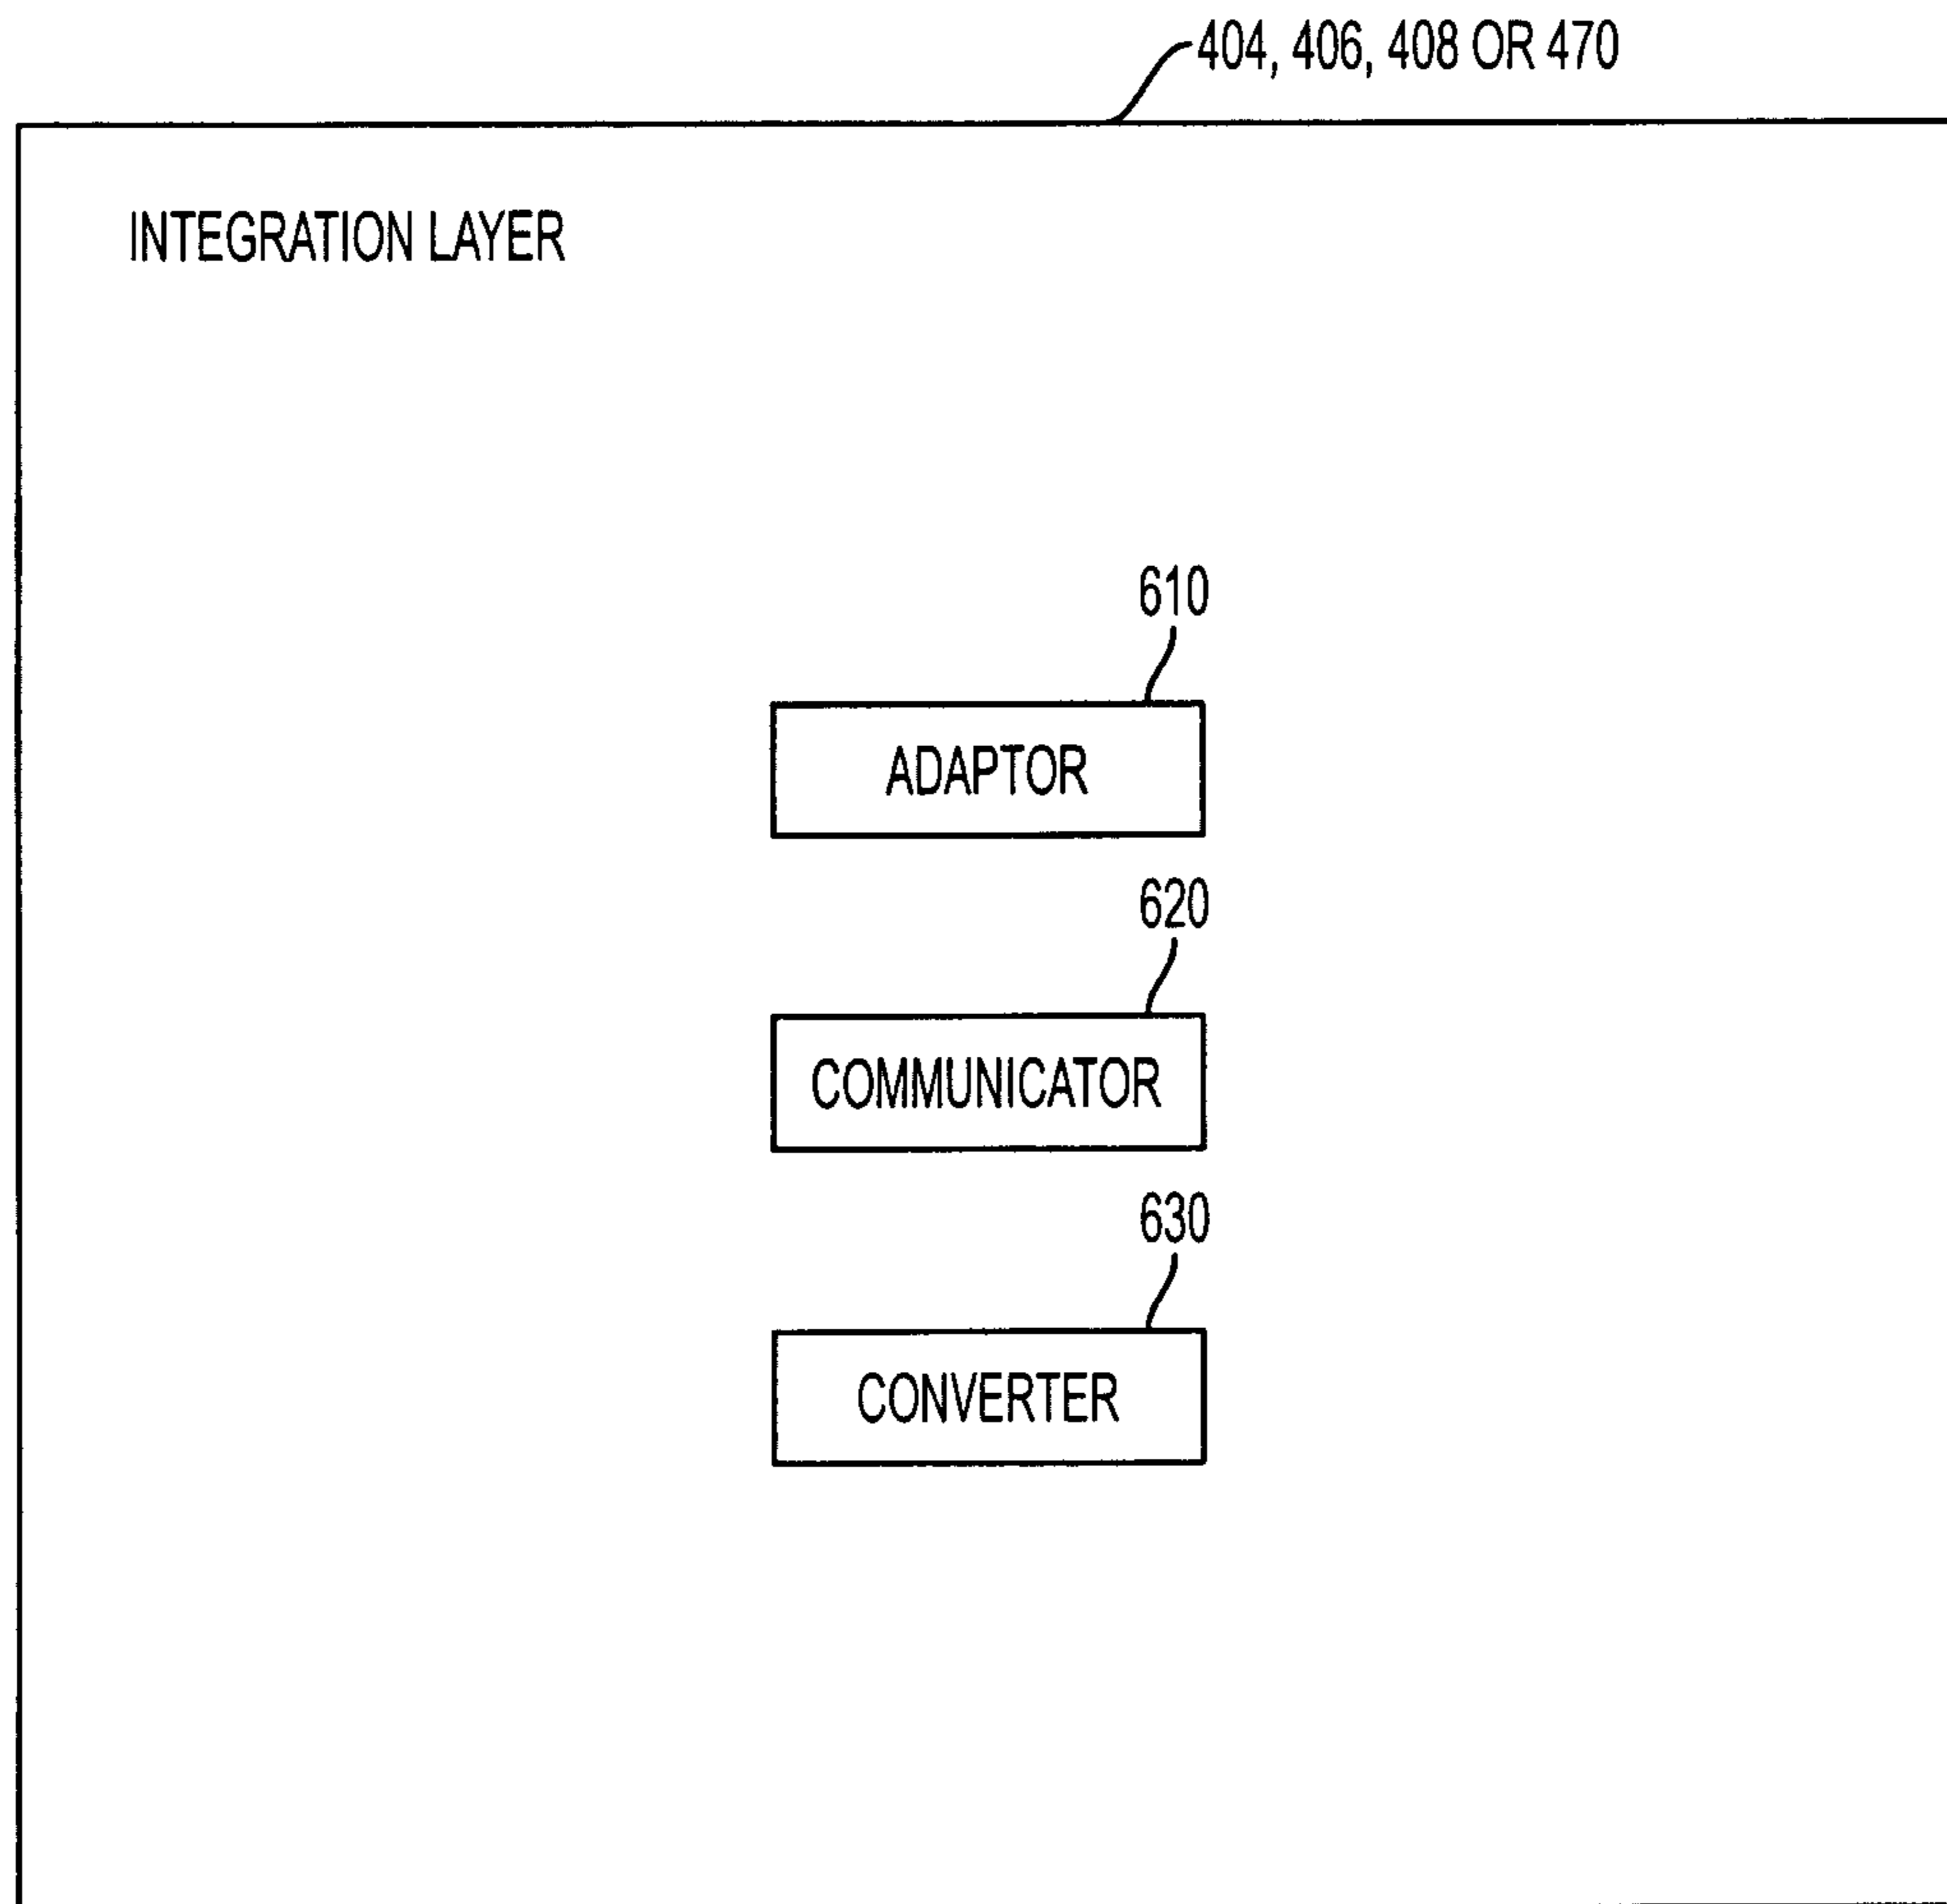 404, 406, 408 OR 470
INTEGRATION LAYER
610
ADAPTOR
620
COMMUNICATOR
630
CONVERTER